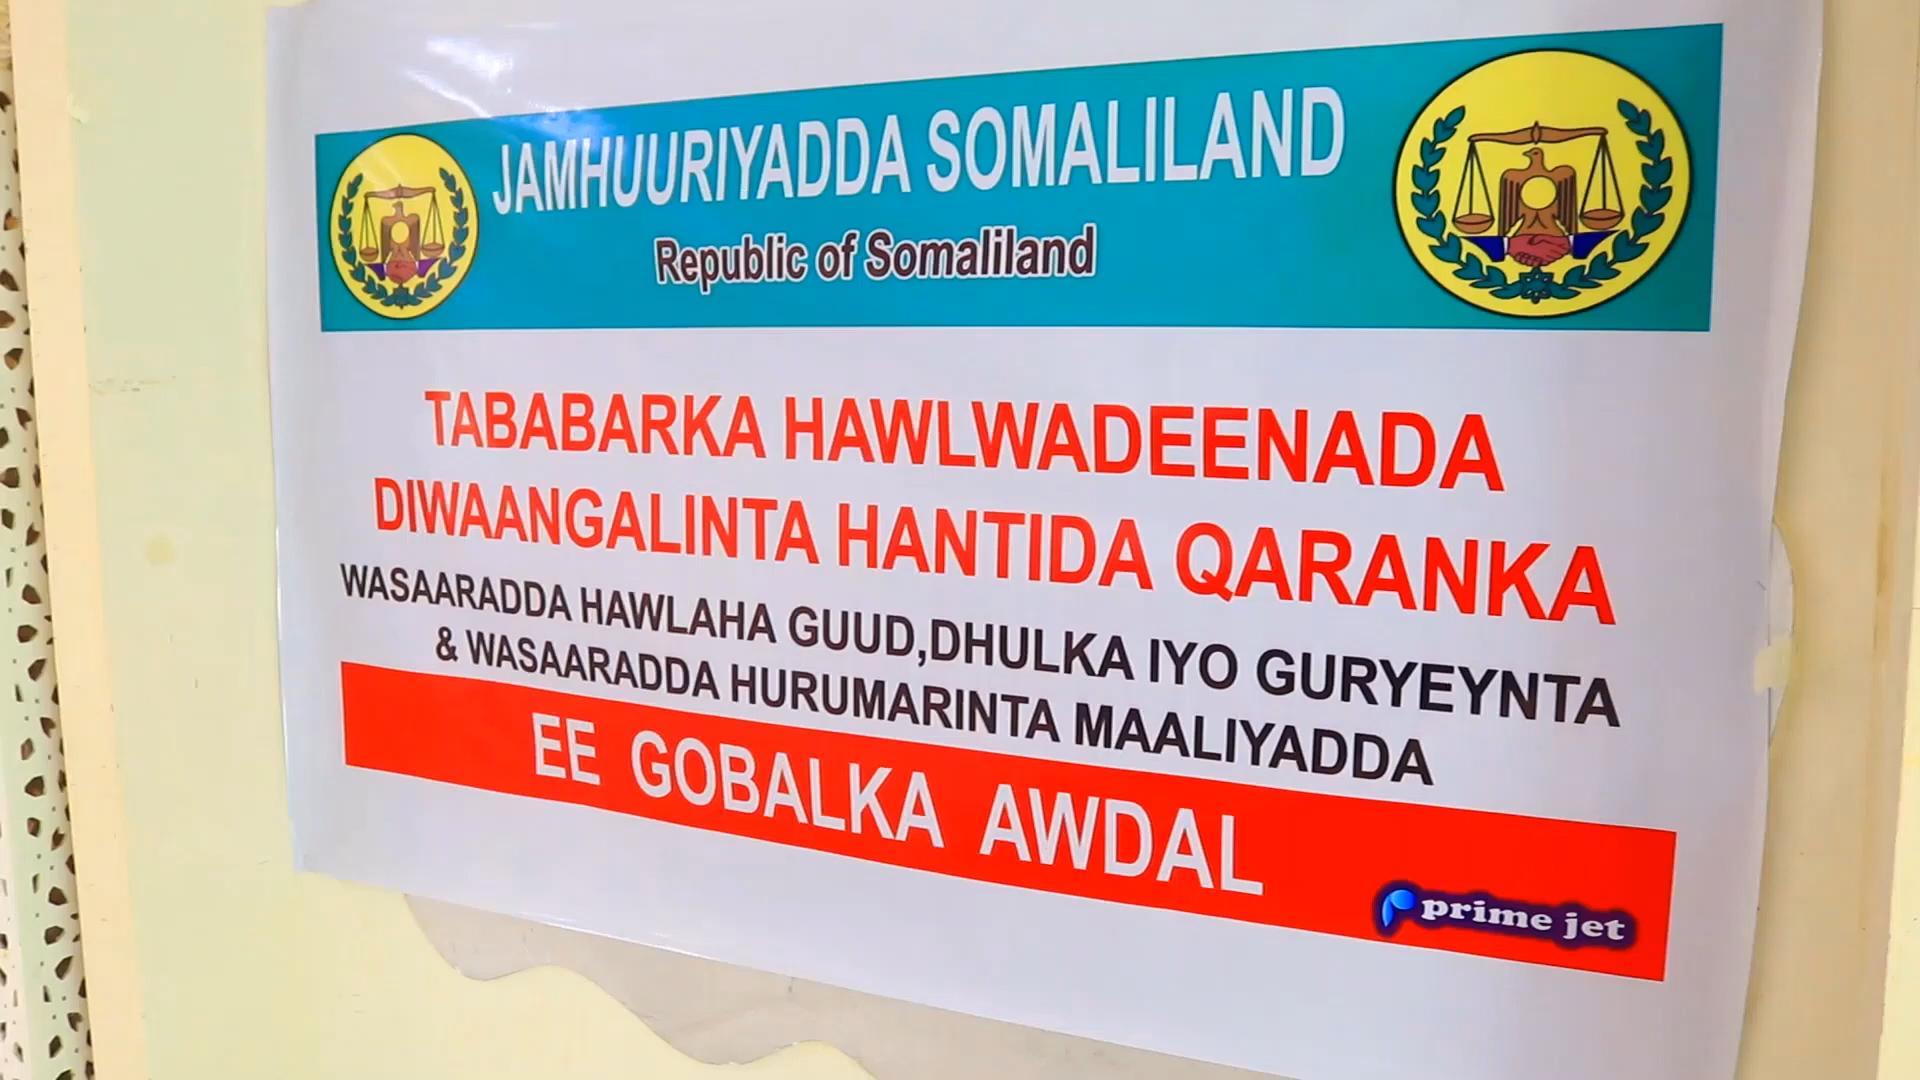 JAMHUURIYADDA SOMALILAND
Republic of Somaliland
TABABARKA HAWLWADEENADA
DIWAANGALINTA HANTIDA QARANKA
WASAARADDA HAWLAHA GUUD,DHULKA IYO GURYEYNTA
& WASAARADDA HURUMARINTA MAALIYADDA
EE GOBALKA AWDAL
prime jet